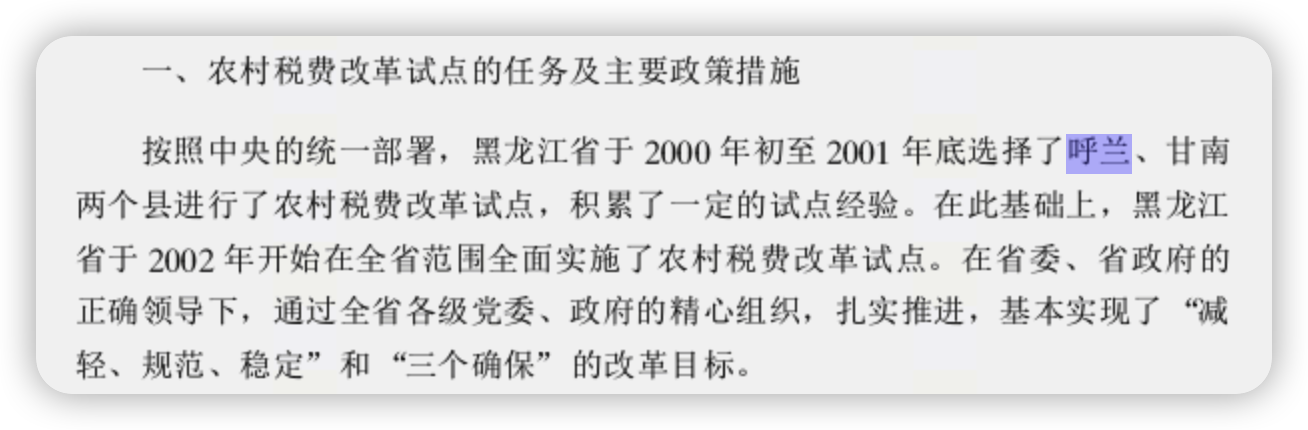 一、农村税费改革试点的任务及主要政策措施
按照中央的统一部署，黑龙江省于 2000 年初至 2001 年底选择了呼兰、甘南
两个县进行了农村税费改革试点，积累了一定的试点经验。在此基础上，黑龙江
省于 2002 年开始在全省范围全面实施了农村税费改革试点。在省委、省政府的
正确领导下，通过全省各级党委、政府的精心组织，扎实推进，基本实现了“减
轻、规范、稳定”和“三个确保”的改革目标。